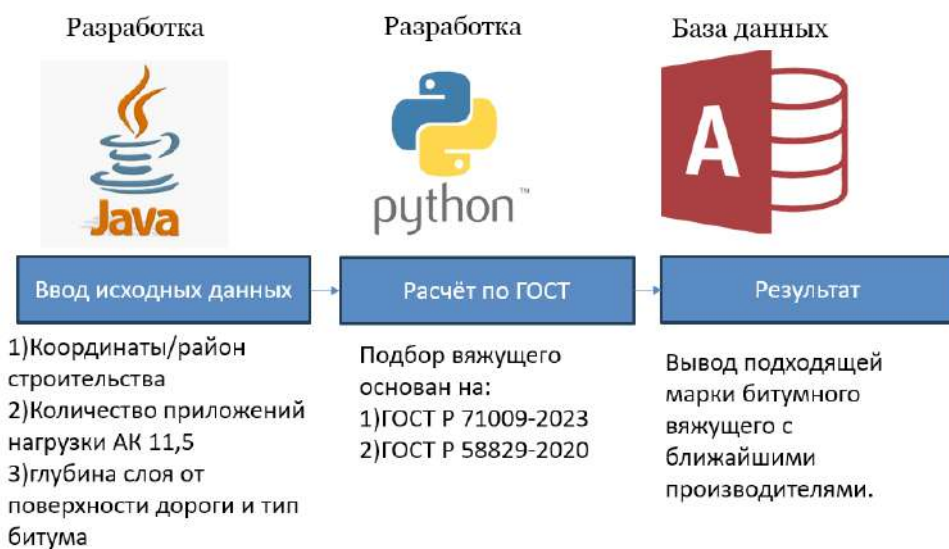 Разработка
Java
Ввод исходных данных
1)Координаты/район
строительства
2)Количество приложений
нагрузки АК 11,5
3)глубина слоя от
поверхности дороги и тип
битума
Разработка
python™
Расчёт по ГОСТ
Подбор вяжущего
основан на:
1)ГОСТ Р 71009-2023
2)ГОСТ Р 58829-2020
База данных
A
Результат
Вывод подходящей
марки битумного
вяжущего с
ближайшими
производителями.